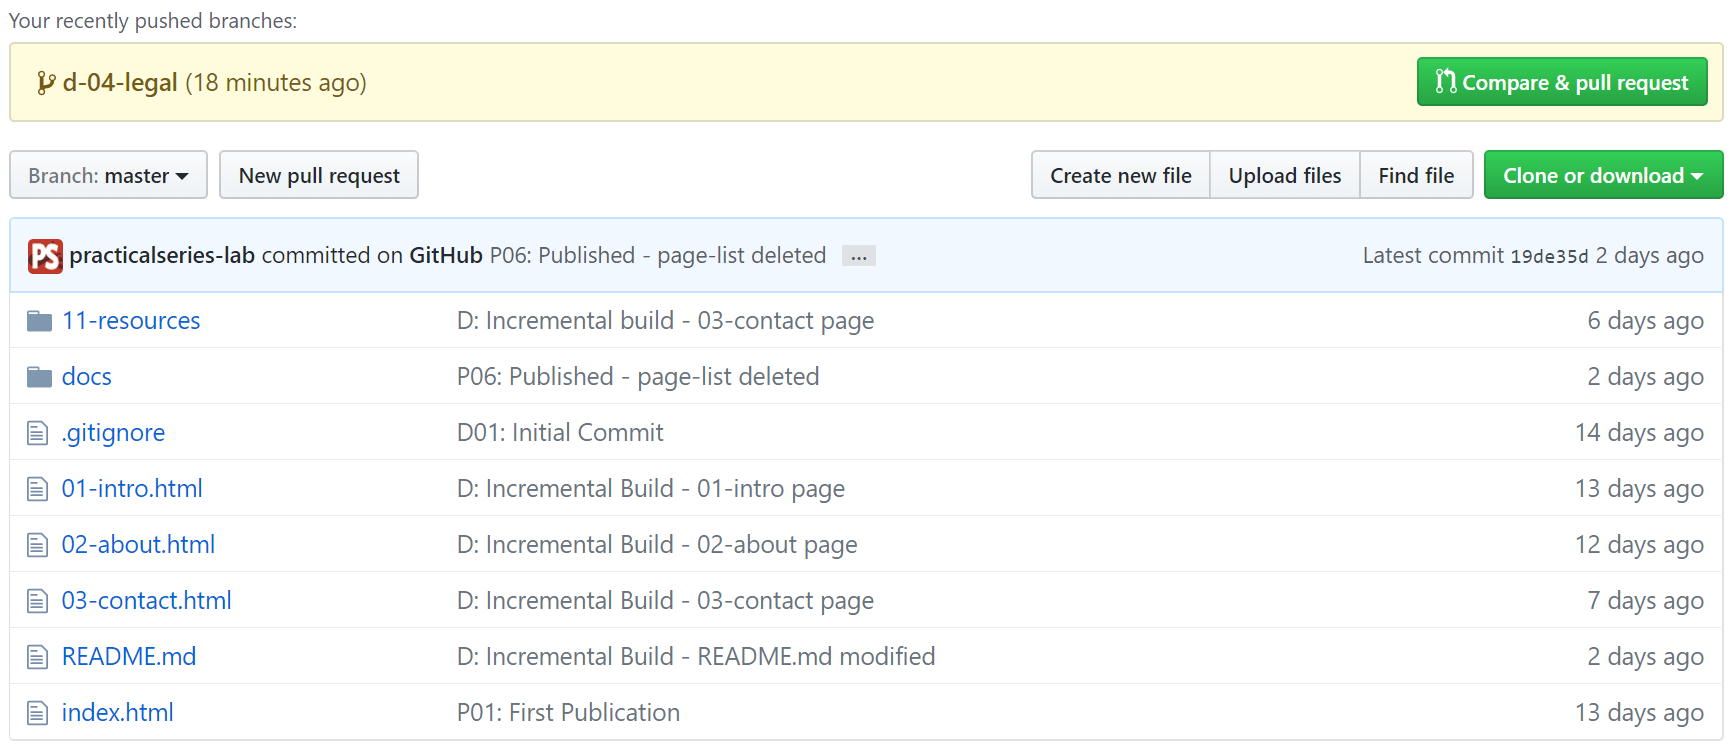 Your recently pushed branches:
d-04-legal (18 minutes ago) Compare & pull request
Branch: master New pull request Create new file Upload files Find file Clone or download
PS practicalseries-lab committed on GitHub P06: Published - page-list deleted ... Latest commit 19de35d 2 days ago
11-resources D: Incremental build - 03-contact page 6 days ago
docs P06: Published - page-list deleted 2 days ago
.gitignore D01: Initial Commit 14 days ago
01-intro.html D: Incremental Build - 01-intro page 13 days ago
02-about.html D: Incremental Build - 02-about page 12 days ago
03-contact.html D: Incremental Build - 03-contact page 7 days ago
README.md D: Incremental Build - README.md modified 2 days ago
index.html P01: First Publication 13 days ago